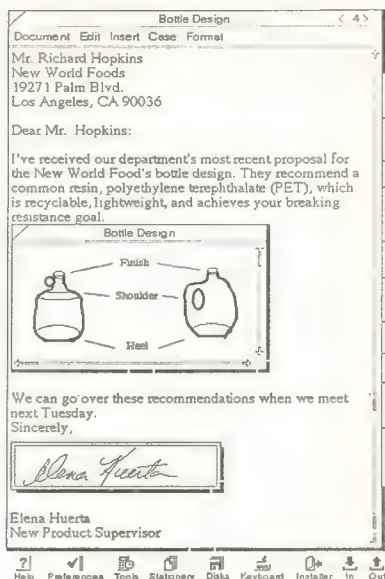 Bottle Design
< 4 >
Document Edit Insert Case Format
Mr. Richard Hopkins
New World Foods
19271 Palm Blvd.
Los Angeles, CA 90036
Dear Mr. Hopkins:
I've received our department's most recent proposal for
the New World Food's bottle design. They recommend a
common resin, polyethylene terephthalate (PET), which
is recyclable, lightweight, and achieves your breaking
resistance goal.
Bottle Design
Finish
Shoulder
Heel
We can go over these recommendations when we meet
next Tuesday.
Sincerely,
Elena Huerta
Elena Huerta
New Product Supervisor
Help Preferences Tools Stationery Disks Keyboard Installer In Out